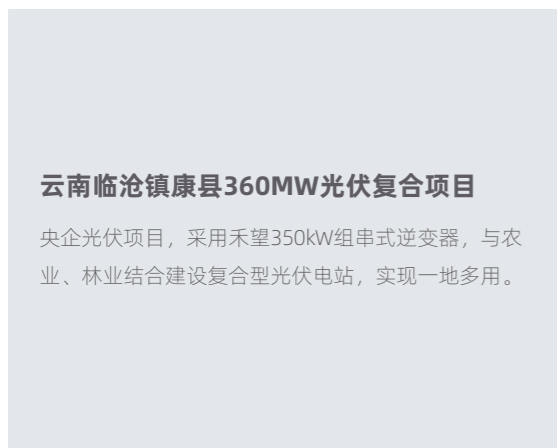 云南临沧镇康县360MW光伏复合项目
央企光伏项目，采用禾望350kW组串式逆变器，与农
业、林业结合建设复合型光伏电站，实现一地多用。